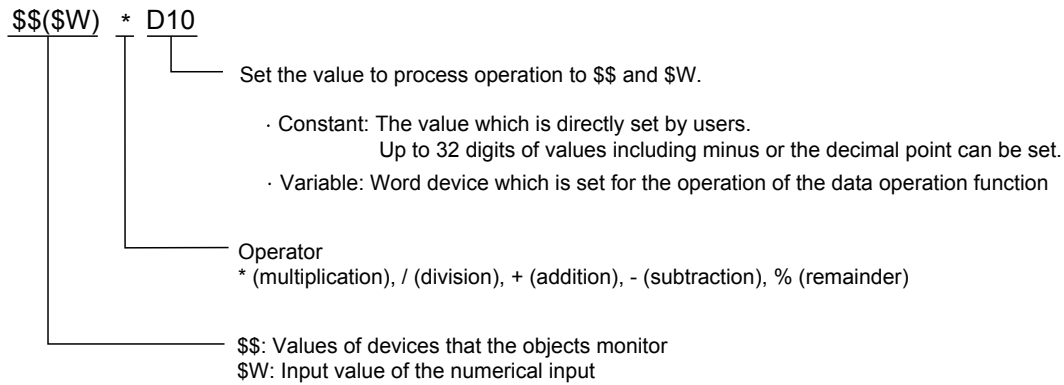 $$($W) * D10
Set the value to process operation to $$ and $W.
· Constant: The value which is directly set by users.
Up to 32 digits of values including minus or the decimal point can be set.
· Variable: Word device which is set for the operation of the data operation function
Operator
* (multiplication), / (division), + (addition), - (subtraction), % (remainder)
$$: Values of devices that the objects monitor
$W: Input value of the numerical input